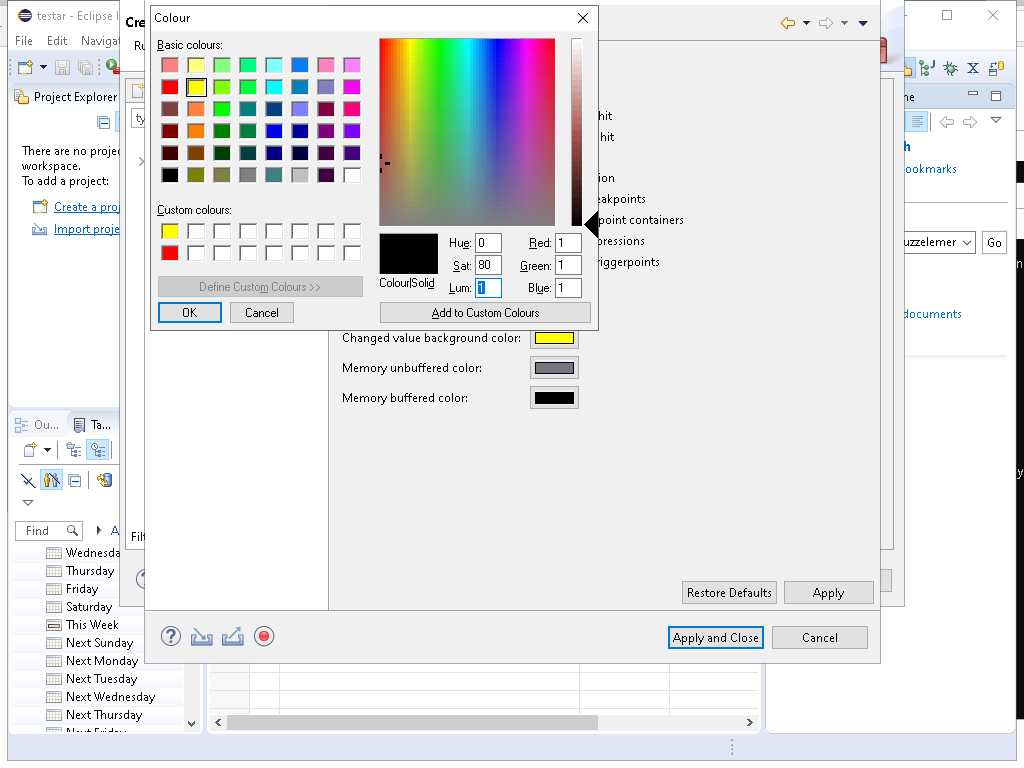 testar - Eclipse I
File Edit Navigat
Project Explorer
There are no proje
workspace.
To add a project:
Create a proj
Import proje
Ou...
Ta...
Find
A
Wednesda
Thursday
Friday
Saturday
This Week
Next Sunday
Next Monday
Next Tuesday
Next Wednesday
Next Thursday
Next Friday
Cre
Ru
ty
Filt
Colour
Basic colours:
Custom colours:
Define Custom Colours >>
OK
Cancel
Hue: 0
Sat: 80
Lum: 1
Red: 1
Green: 1
Blue: 1
Colour|Solid
Add to Custom Colours
hit
hit
ion
eakpoints
point containers
pressions
riggerpoints
Changed value background color:
Memory unbuffered color:
Memory buffered color:
Restore Defaults
Apply
Apply and Close
Cancel
ne
h
ookmarks
uzzelemer
Go
documents
n
y